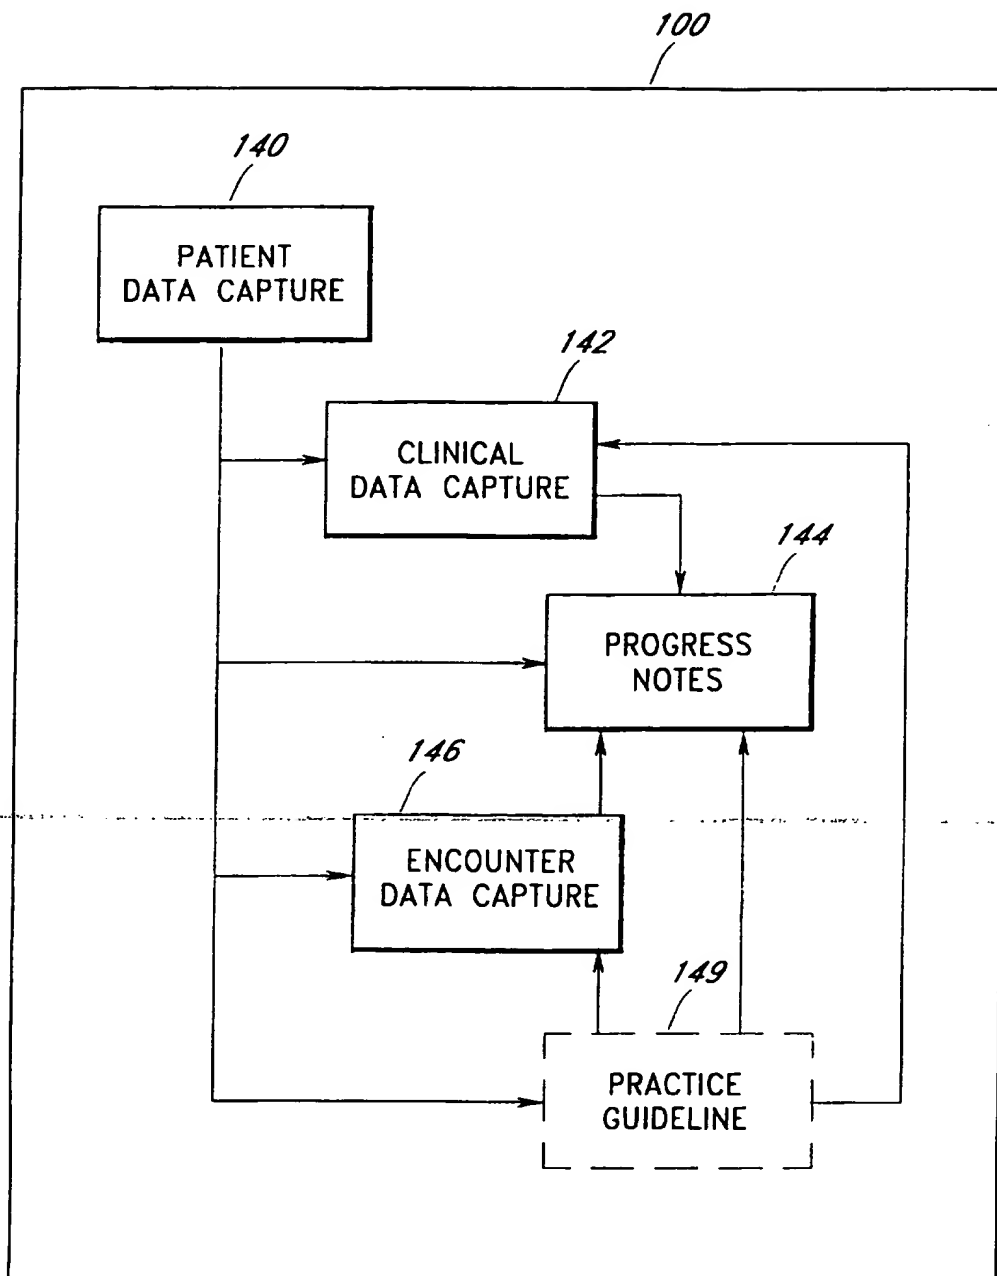 100
140
PATIENT
DATA CAPTURE
142
CLINICAL
DATA CAPTURE
144
PROGRESS
NOTES
146
ENCOUNTER
DATA CAPTURE
149
PRACTICE
GUIDELINE